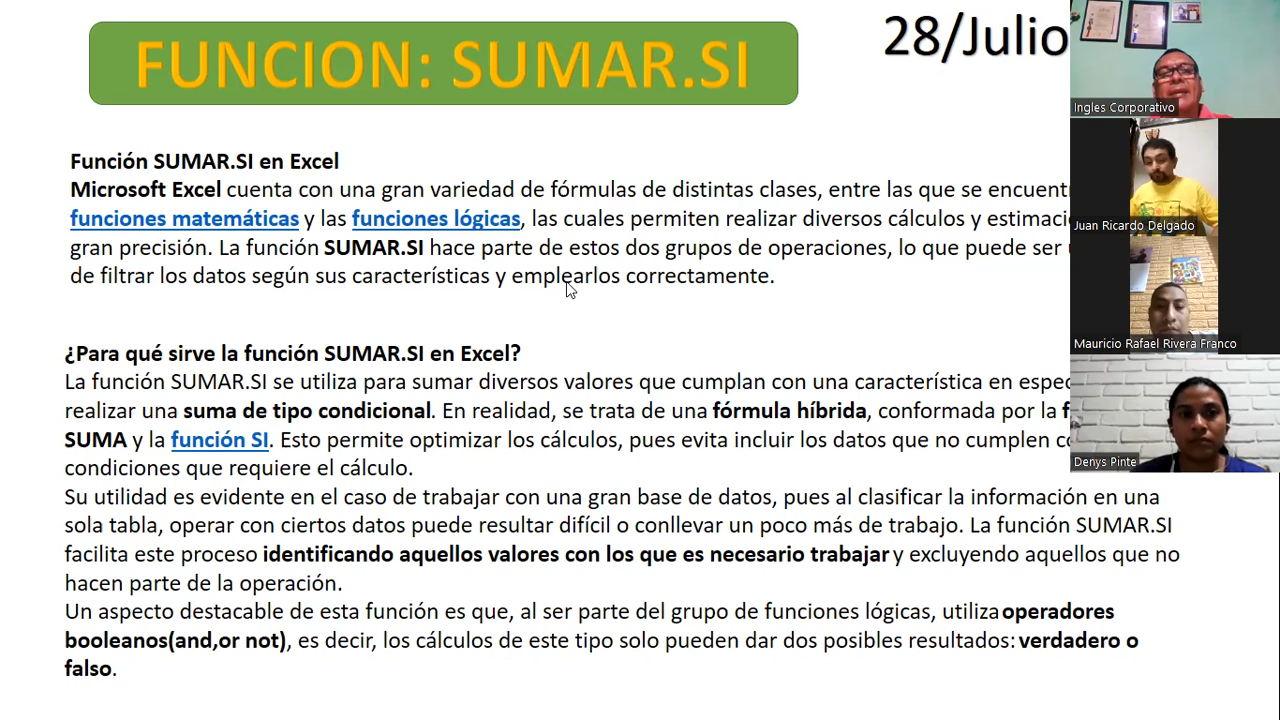 FUNCION: SUMAR.SI
28/Julio
Función SUMAR.SI en Excel
Microsoft Excel cuenta con una gran variedad de fórmulas de distintas clases, entre las que se encuent
funciones matemáticas y las funciones lógicas, las cuales permiten realizar diversos cálculos y estimaci
gran precisión. La función SUMAR.SI hace parte de estos dos grupos de operaciones, lo que puede ser
de filtrar los datos según sus características y emplearlos correctamente.
¿Para qué sirve la función SUMAR.SI en Excel?
La función SUMAR.SI se utiliza para sumar diversos valores que cumplan con una característica en espec
realizar una suma de tipo condicional. En realidad, se trata de una fórmula híbrida, conformada por la
SUMA y la función SI. Esto permite optimizar los cálculos, pues evita incluir los datos que no cumplen
condiciones que requiere el cálculo.
Su utilidad es evidente en el caso de trabajar con una gran base de datos, pues al clasificar la información en una
sola tabla, operar con ciertos datos puede resultar difícil o conllevar un poco más de trabajo. La función SUMAR.SI
facilita este proceso identificando aquellos valores con los que es necesario trabajar y excluyendo aquellos que no
hacen parte de la operación.
Un aspecto destacable de esta función es que, al ser parte del grupo de funciones lógicas, utiliza operadores
booleanos(and,or not), es decir, los cálculos de este tipo solo pueden dar dos posibles resultados: verdadero o
falso.
Ingles Corporativo
Juan Ricardo Delgado
Mauricio Rafael Rivera Franco
Denys Pinte